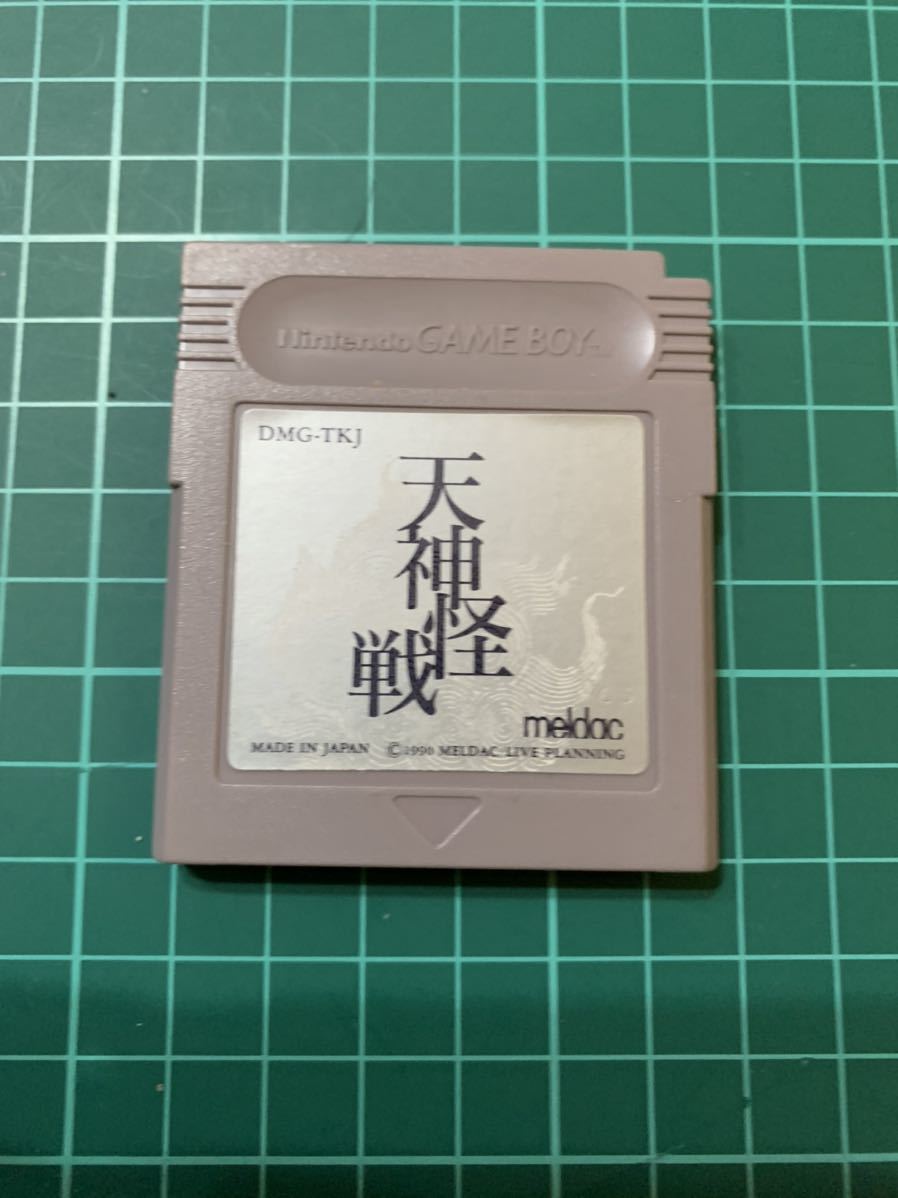 Nintendo GAME BOY
DMG-TKJ
天神怪戦
meldac
MADE IN JAPAN ©1990 MELDAC LIVE PLANNING